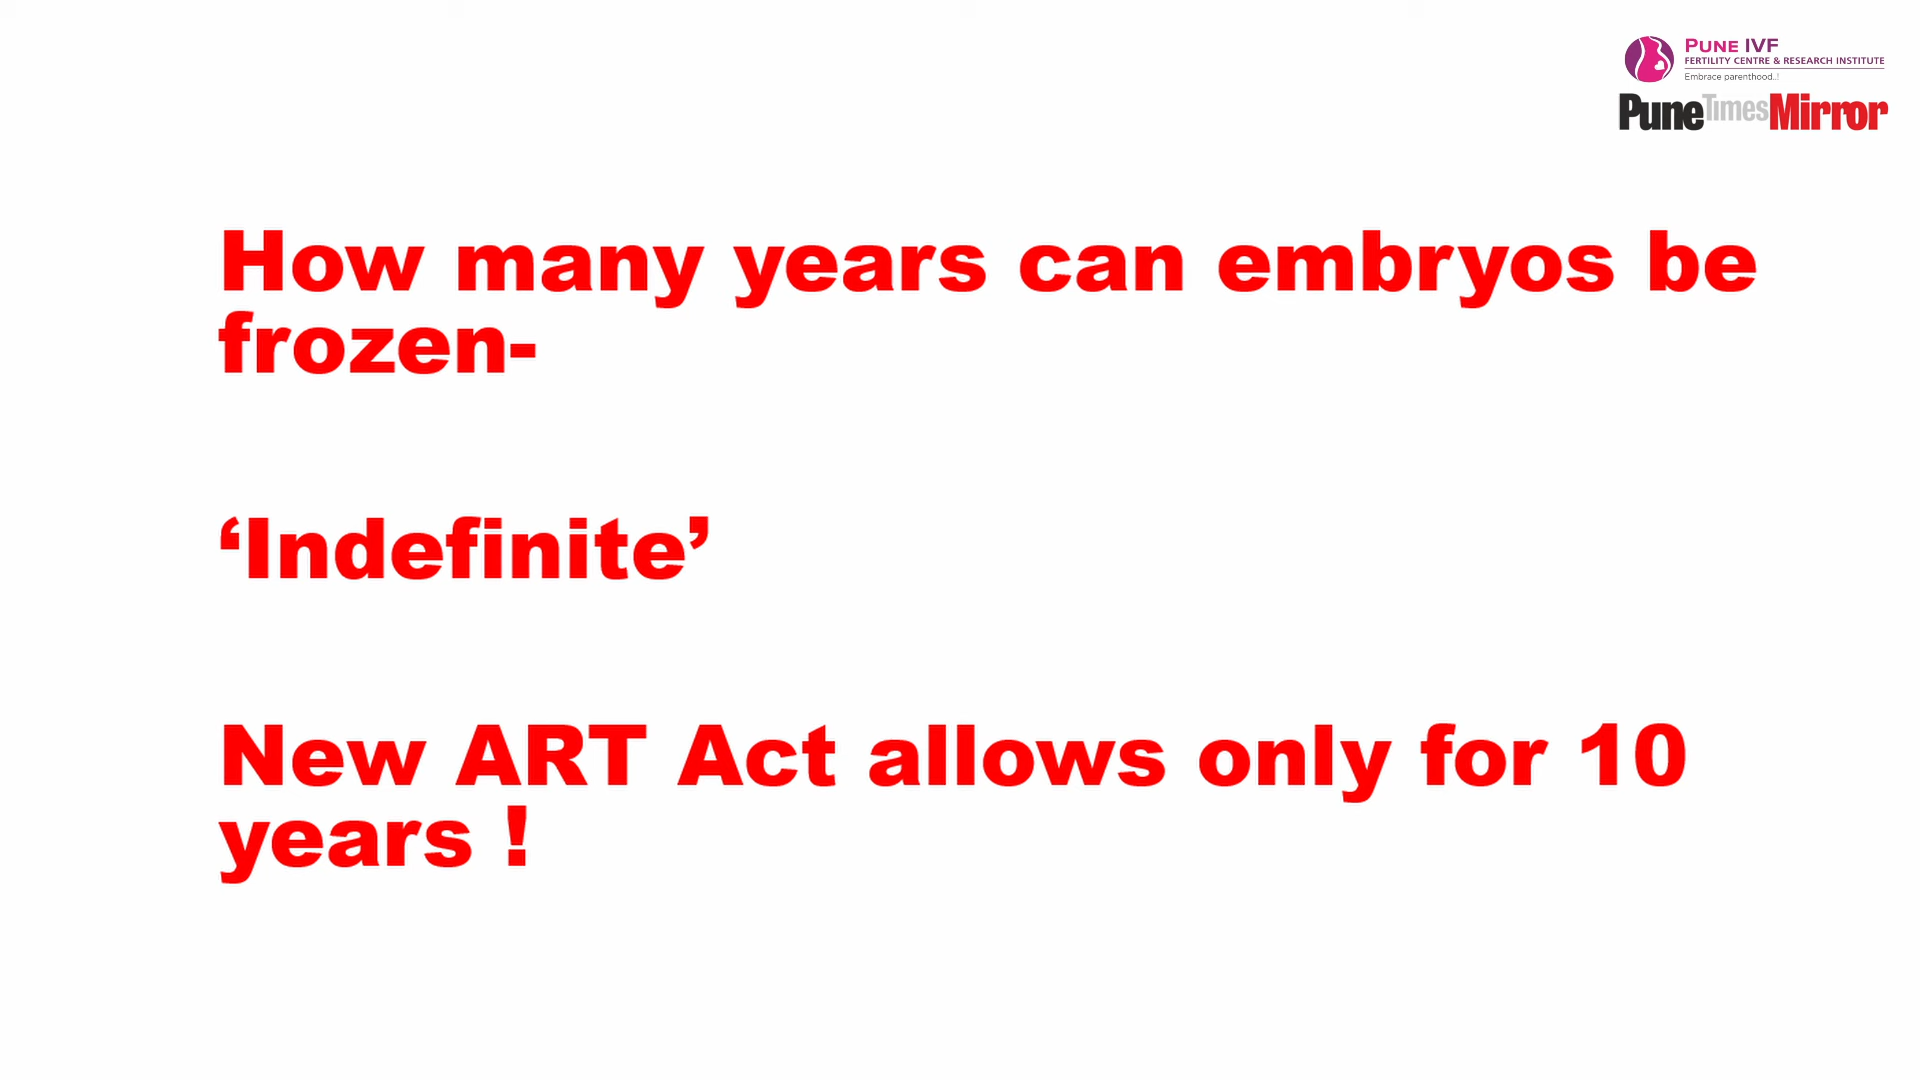 PUNE IVF
FERTILITY CENTRE & RESEARCH INSTITUTE
Embrace parenthood..!
PuneTimesMirror
How many years can embryos be
frozen-
‘Indefinite’
New ART Act allows only for 10
years !